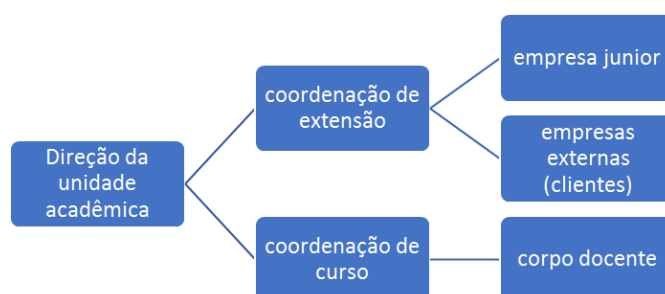 Direção da
unidade
acadêmica
coordenação de
extensão
empresa junior
empresas
externas
(clientes)
coordenação de
curso
corpo docente